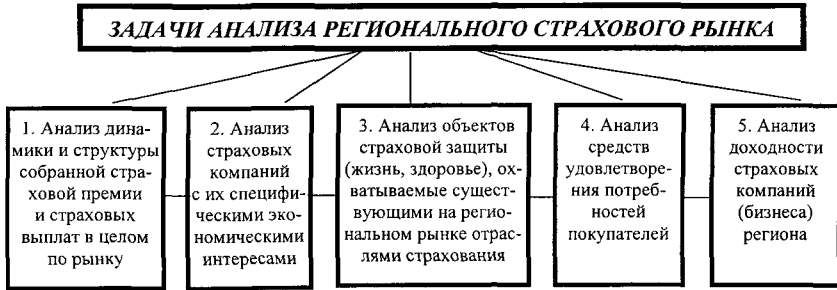 ЗАДАЧИ АНАЛИЗА РЕГИОНАЛЬНОГО СТРАХОВОГО РЫНКА
1. Анализ дина-
мики и структуры
собранной стра-
ховой премии
и страховых
выплат в целом
по рынку
2. Анализ
страховых
компаний
с их специфи-
ческими эко-
номическими
интересами
3. Анализ объектов
страховой защиты
(жизнь, здоровье), ох-
ватываемые сущест-
вующими на регио-
нальном рынке отрас-
лями страхования
4. Анализ
средств
удовлетворе-
ния потреб-
ностей
покупателей
5. Анализ
доходности
страховых
компаний
(бизнеса)
региона